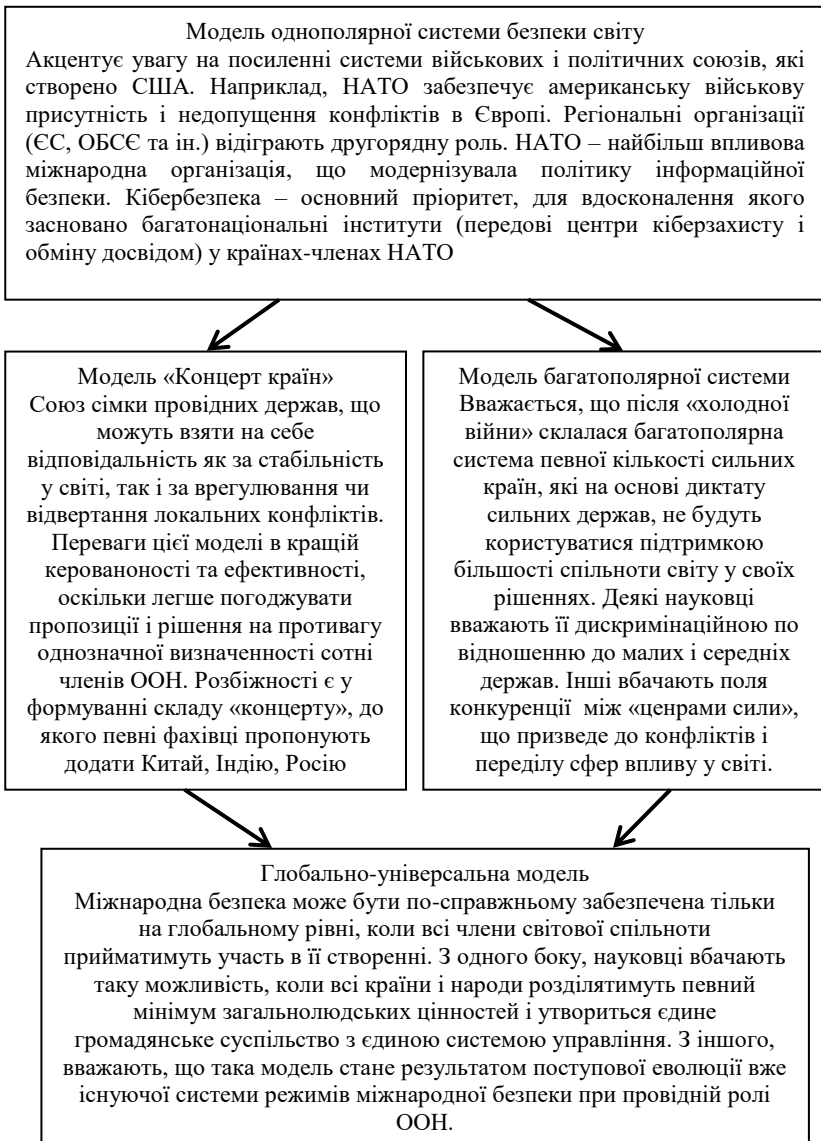 Модель однополярної системи безпеки світу
Акцентує увагу на посиленні системи військових і політичних союзів, які
створено США. Наприклад, НАТО забезпечує американську військову
присутність і недопущення конфліктів в Європі. Регіональні організації
(ЄС, ОБСЄ та ін.) відіграють другорядну роль. НАТО – найбільш впливова
міжнародна організація, що модернізувала політику інформаційної
безпеки. Кібербезпека – основний пріоритет, для вдосконалення якого
засновано багатонаціональні інститути (передові центри кіберзахисту і
обміну досвідом) у країнах-членах НАТО
Модель «Концерт країн»
Союз сімки провідних держав, що
можуть взяти на себе
відповідальність як за стабільність
у світі, так і за врегулювання чи
відвертання локальних конфліктів.
Переваги цієї моделі в кращій
керованоності та ефективності,
оскільки легше погоджувати
пропозиції і рішення на противагу
однозначної визначенності сотні
членів ООН. Розбіжності є у
формуванні складу «концерту», до
якого певні фахівці пропонують
додати Китай, Індію, Росію
Модель багатополярної системи
Вважається, що після «холодної
війни» склалася багатополярна
система певної кількості сильних
країн, які на основі диктату
сильних держав, не будуть
користуватися підтримкою
більшості спільноти світу у своїх
рішеннях. Деякі науковці
вважають її дискримінаційною по
відношенню до малих і середніх
держав. Інші вбачають поля
конкуренції між «ценрами сили»,
що призведе до конфліктів і
переділу сфер впливу у світі.
Глобально-універсальна модель
Міжнародна безпека може бути по-справжньому забезпечена тільки
на глобальному рівні, коли всі члени світової спільноти
прийматимуть участь в її створенні. З одного боку, науковці вбачають
таку можливість, коли всі країни і народи розділятимуть певний
мінімум загальнолюдських цінностей і утвориться єдине
громадянське суспільство з єдиною системою управління. З іншого,
вважають, що така модель стане результатом поступової еволюції вже
існуючої системи режимів міжнародної безпеки при провідній ролі
ООН.